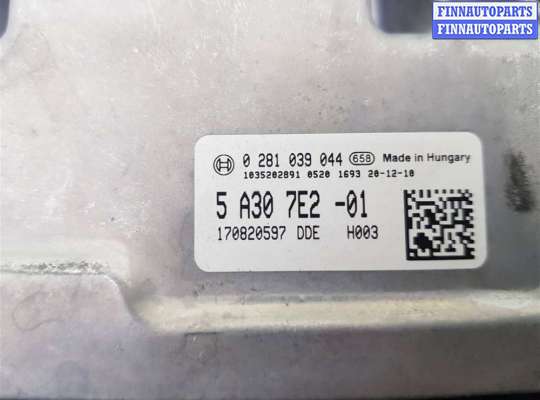 FINNAUTOPARTS
FINNAUTOPARTS
0 281 039 044 658 Made in Hungary
1035202891 0520 1693 20-12-10
5 A30 7E2 -01
170820597 DDE H003